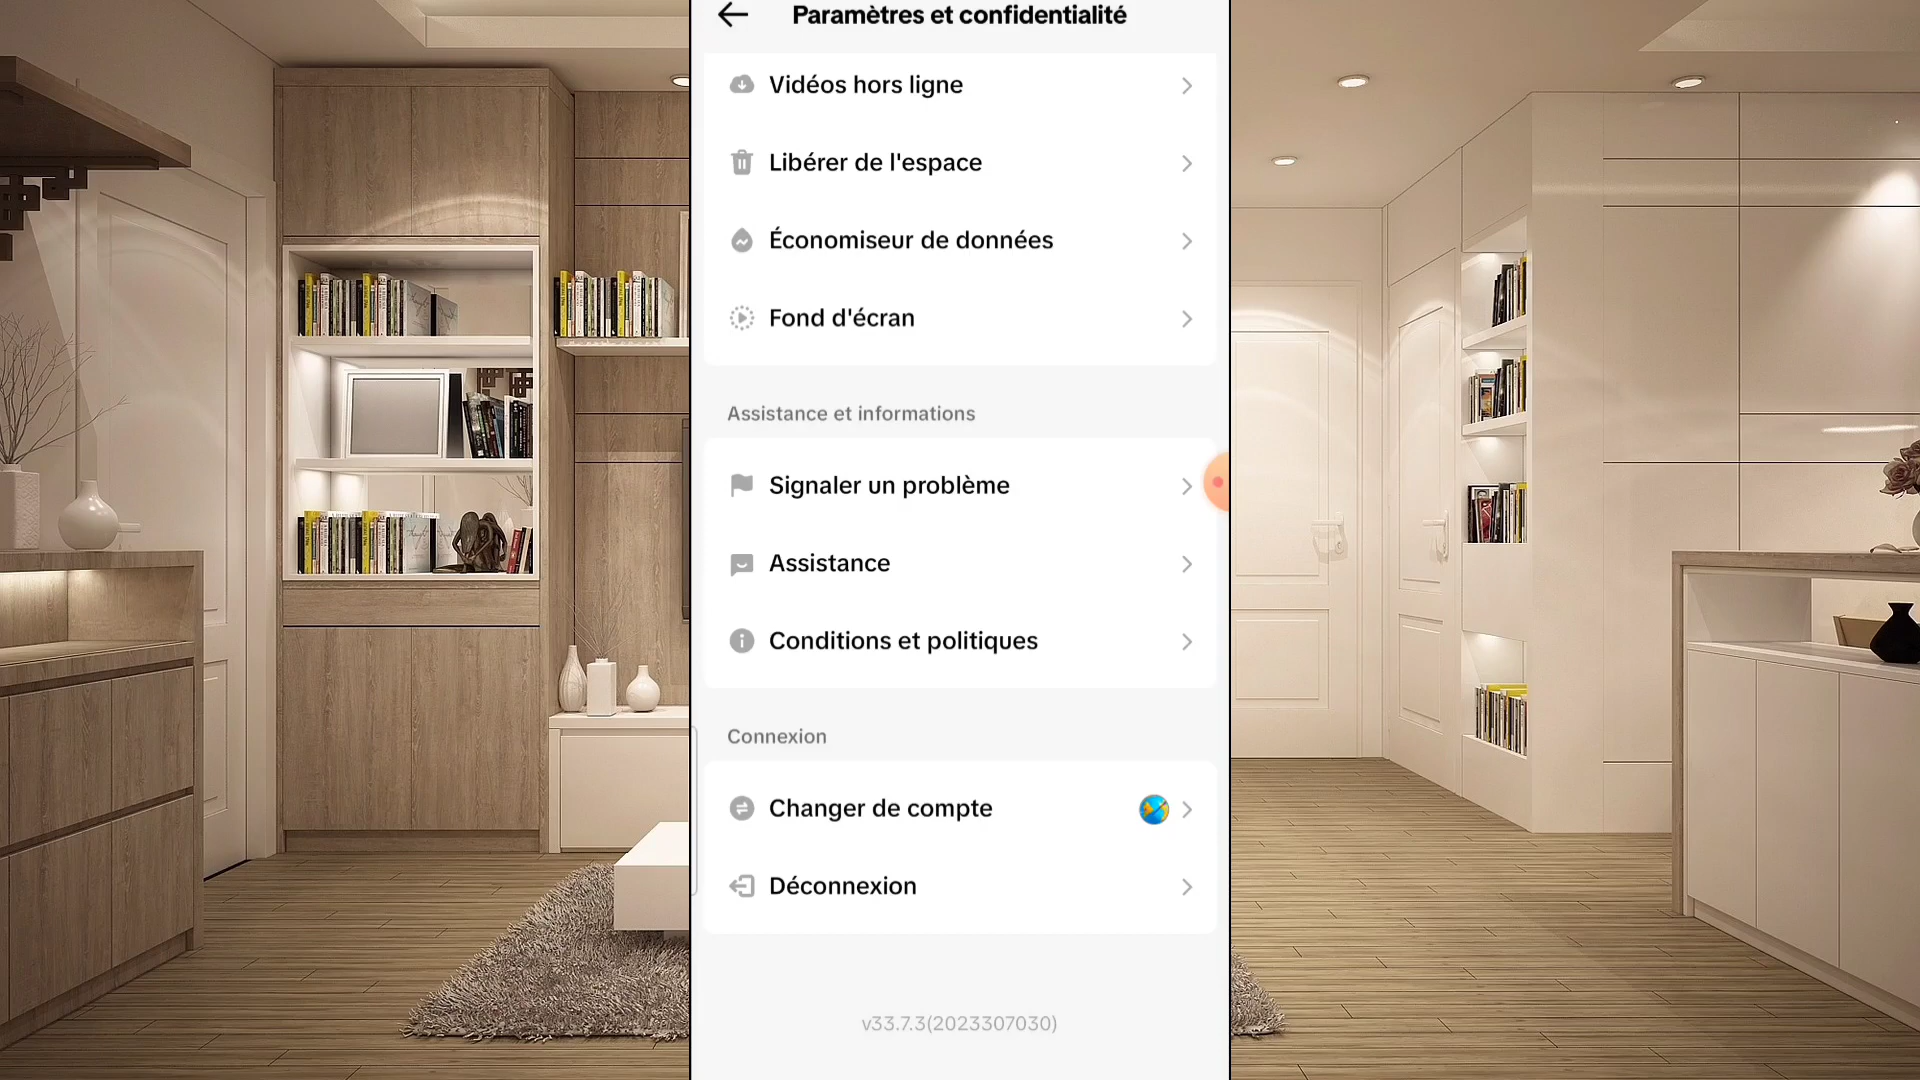 Paramètres et confidentialité
Vidéos hors ligne
Libérer de l'espace
Économiseur de données
Fond d'écran
Assistance et informations
Signaler un problème
Assistance
Conditions et politiques
Connexion
Changer de compte
Déconnexion
v33.7.3(2023307030)